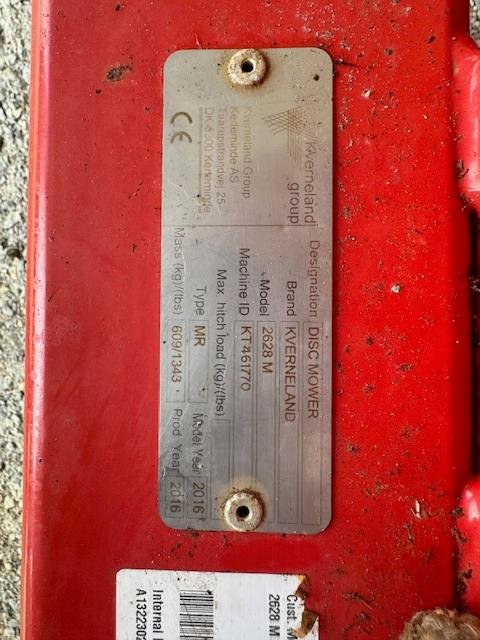 kverneland
group
Kverneland Group
Kerteminde AS
Taarupstrandvej 25
DK-5300 Kerteminde
CE
Designation DISC MOWER
Brand KVERNELAND
Model 2628 M
Machine ID KT461770
Max. hitch load (kg)/(lbs)
Type MR Model Year 2016
Mass (kg)/(lbs) 609/1343 Prod Year 2016
Cust.
2628 M
Internal
A1322302